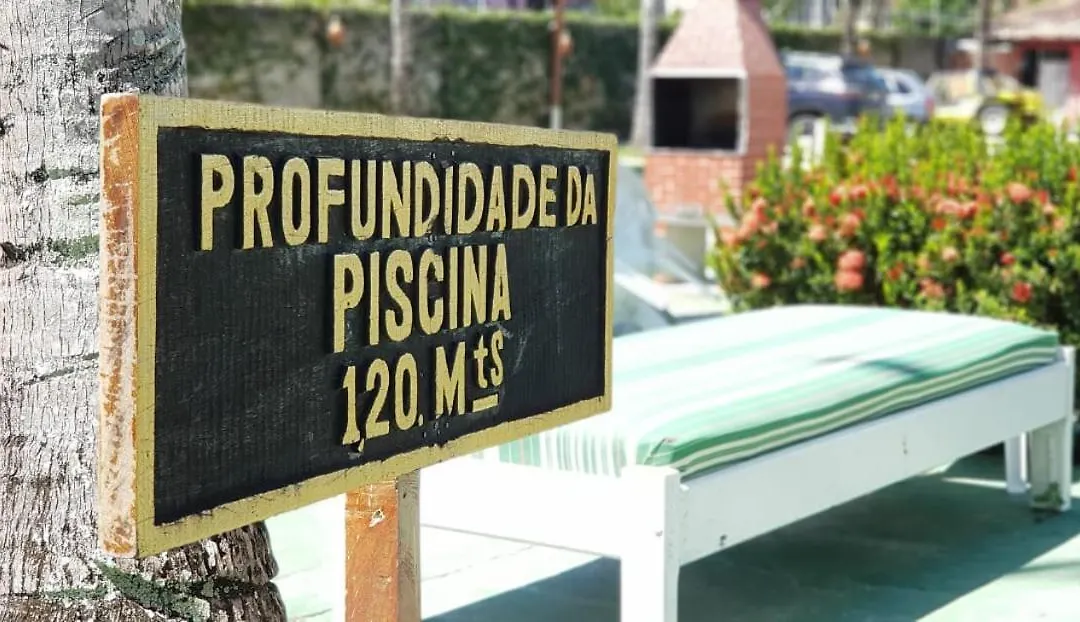 PROFUNDIDADE DA
PISCINA
1,20. Mts